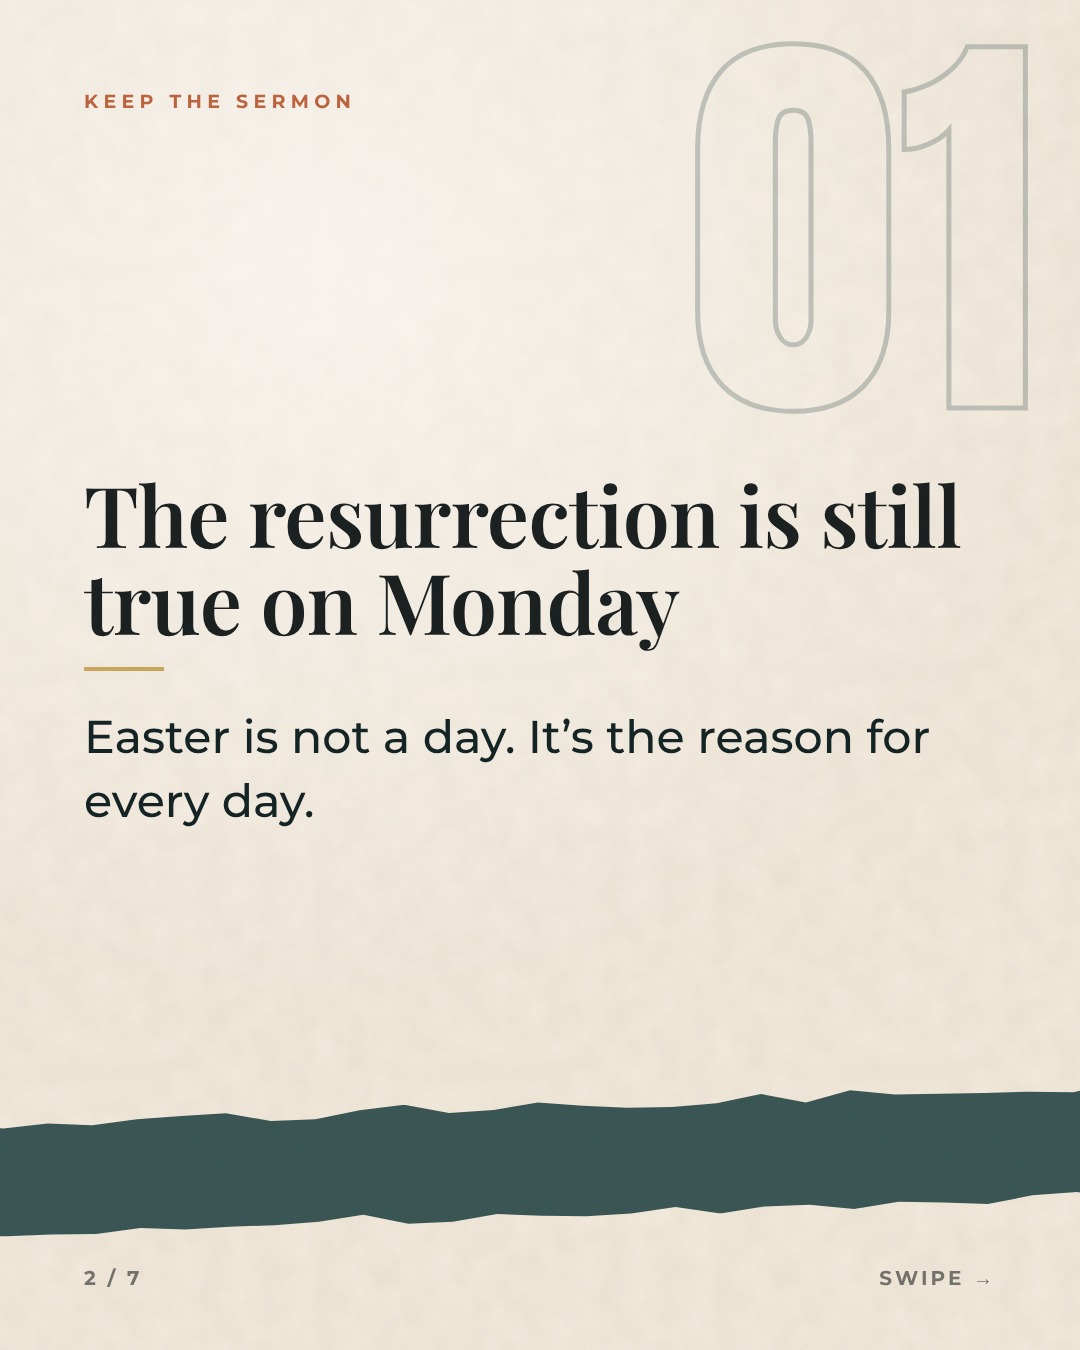 KEEP THE SERMON
01
The resurrection is still
true on Monday
Easter is not a day. It’s the reason for
every day.
2 / 7
SWIPE →